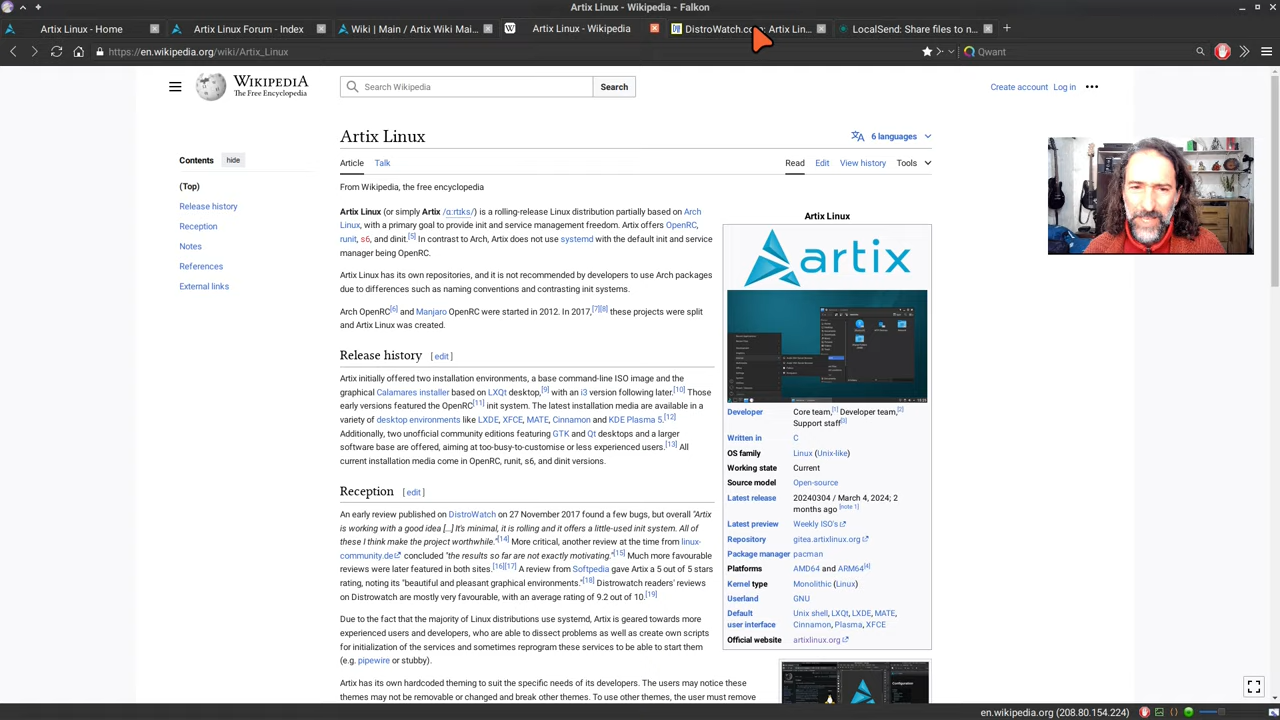 Artix Linux - Wikipedia - Falkon
Artix Linux - Home
Artix Linux Forum - Index
Wiki | Main / Artix Wiki Mai...
Artix Linux - Wikipedia
DistroWatch.co
Artix Lin...
LocalSend: Share files to n...
https://en.wikipedia.org/wiki/Artix_Linux
Qwant
WIKIPEDIA
The Free Encyclopedia
Search Wikipedia
Search
Create account Log in
Artix Linux
6 languages
Article Talk
Read Edit View history Tools
Contents hide
(Top)
Release history
Reception
Notes
References
External links
From Wikipedia, the free encyclopedia
Artix Linux (or simply Artix /ɑːrtɪks/) is a rolling-release Linux distribution partially based on Arch
Linux, with a primary goal to provide init and service management freedom. Artix offers OpenRC,
runit, s6, and dinit.[5] In contrast to Arch, Artix does not use systemd with the default init and service
manager being OpenRC.
Artix Linux has its own repositories, and it is not recommended by developers to use Arch packages
due to differences such as naming conventions and contrasting init systems.
Arch OpenRC[6] and Manjaro OpenRC were started in 2012. In 2017,[7][8] these projects were split
and Artix Linux was created.
Release history [ edit ]
Artix initially offered two installation environments, a base command-line ISO image and the
graphical Calamares installer based on LXQt desktop,[9] with an i3 version following later.[10] Those
early versions featured the OpenRC[11] init system. The latest installation media are available in a
variety of desktop environments like LXDE, XFCE, MATE, Cinnamon and KDE Plasma 5.[12]
Additionally, two unofficial community editions featuring GTK and Qt desktops and a larger
software base are offered, aiming at too-busy-to-customise or less experienced users.[13] All
current installation media come in OpenRC, runit, s6, and dinit versions.
Reception [ edit ]
An early review published on DistroWatch on 27 November 2017 found a few bugs, but overall "Artix
is working with a good idea [...] It's minimal, it is rolling and it offers a little-used init system. All of
these I think make the project worthwhile."[14] More critical, another review at the time from linux-
community.de concluded "the results so far are not exactly motivating."[15] Much more favourable
reviews were later featured in both sites.[16][17] A review from Softpedia gave Artix a 5 out of 5 stars
rating, noting its "beautiful and pleasant graphical environments."[18] Distrowatch readers' reviews
on Distrowatch are mostly very favourable, with an average rating of 9.2 out of 10.[19]
Due to the fact that the majority of Linux distributions use systemd, Artix is geared towards more
experienced users and developers, who are able to dissect problems as well as create own scripts
for initialization of the services and sometimes reprogram these services to be able to start them
(e.g. pipewire or stubby).
Artix has its own hardcoded theming to suit the specific needs of its developers. The users may notice these
themes may not be removable or changed and break other themes. To use other themes, the user must remove
Artix Linux
artix
Developer Core team,[1] Developer team,[2]
Support staff[3]
Written in C
OS family Linux (Unix-like)
Working state Current
Source model Open-source
Latest release 20240304 / March 4, 2024; 2
months ago [note 1]
Latest preview Weekly ISO's
Repository gitea.artixlinux.org
Package manager pacman
Platforms AMD64 and ARM64[4]
Kernel type Monolithic (Linux)
Userland GNU
Default Unix shell, LXQt, LXDE, MATE,
user interface Cinnamon, Plasma, XFCE
Official website artixlinux.org
en.wikipedia.org (208.80.154.224)